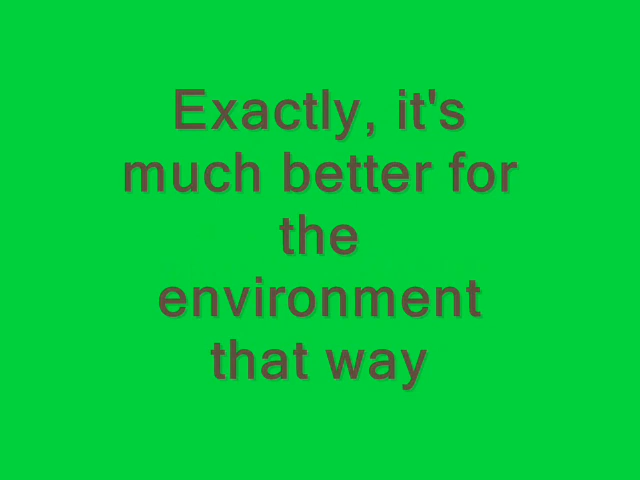 Exactly, it's
much better for
the
environment
that way